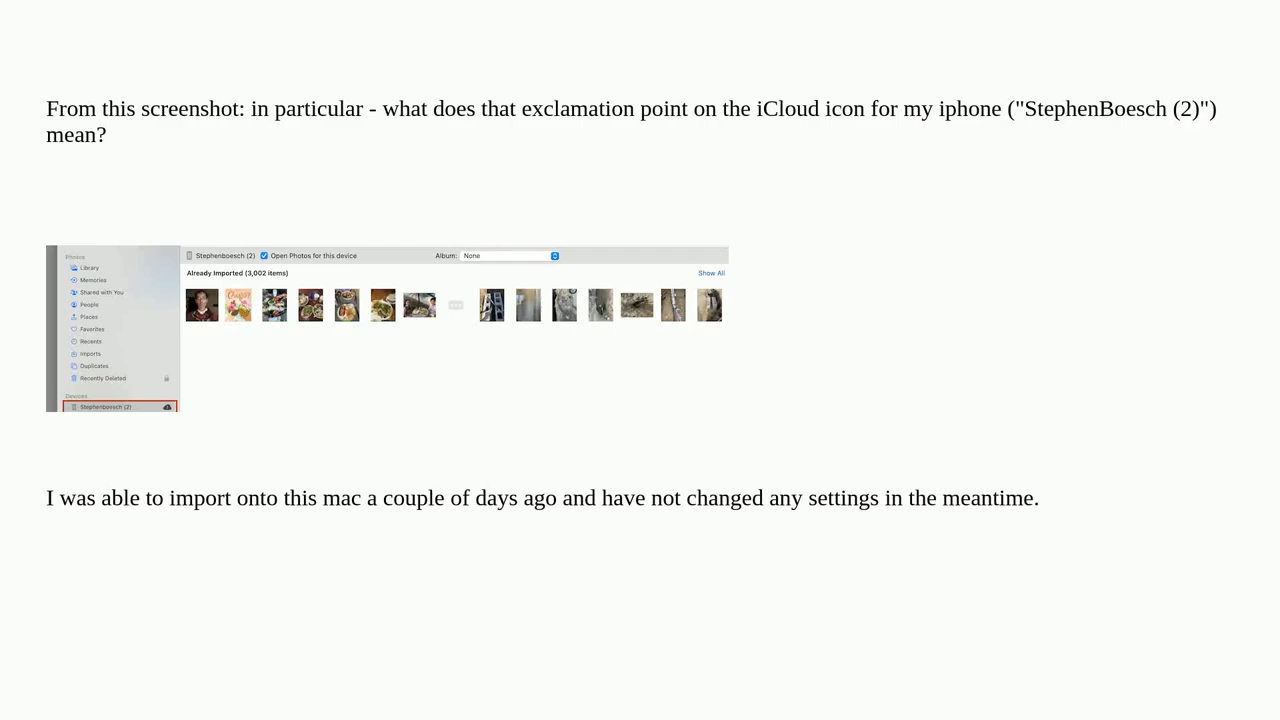 From this screenshot: in particular - what does that exclamation point on the iCloud icon for my iphone ("StephenBoesch (2)")
mean?
Photos
Library
Memories
Shared with You
People
Places
Favorites
Recents
Imports
Duplicates
Recently Deleted
Devices
Stephenboesch (2)
Stephenboesch (2) Open Photos for this device Album: None
Already Imported (3,002 items) Show All
I was able to import onto this mac a couple of days ago and have not changed any settings in the meantime.